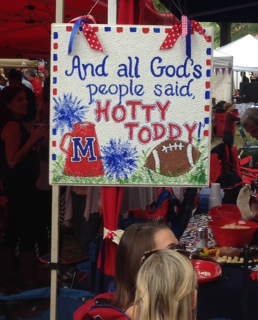 And all God's
people said,
HOTTY
TODDY!
M